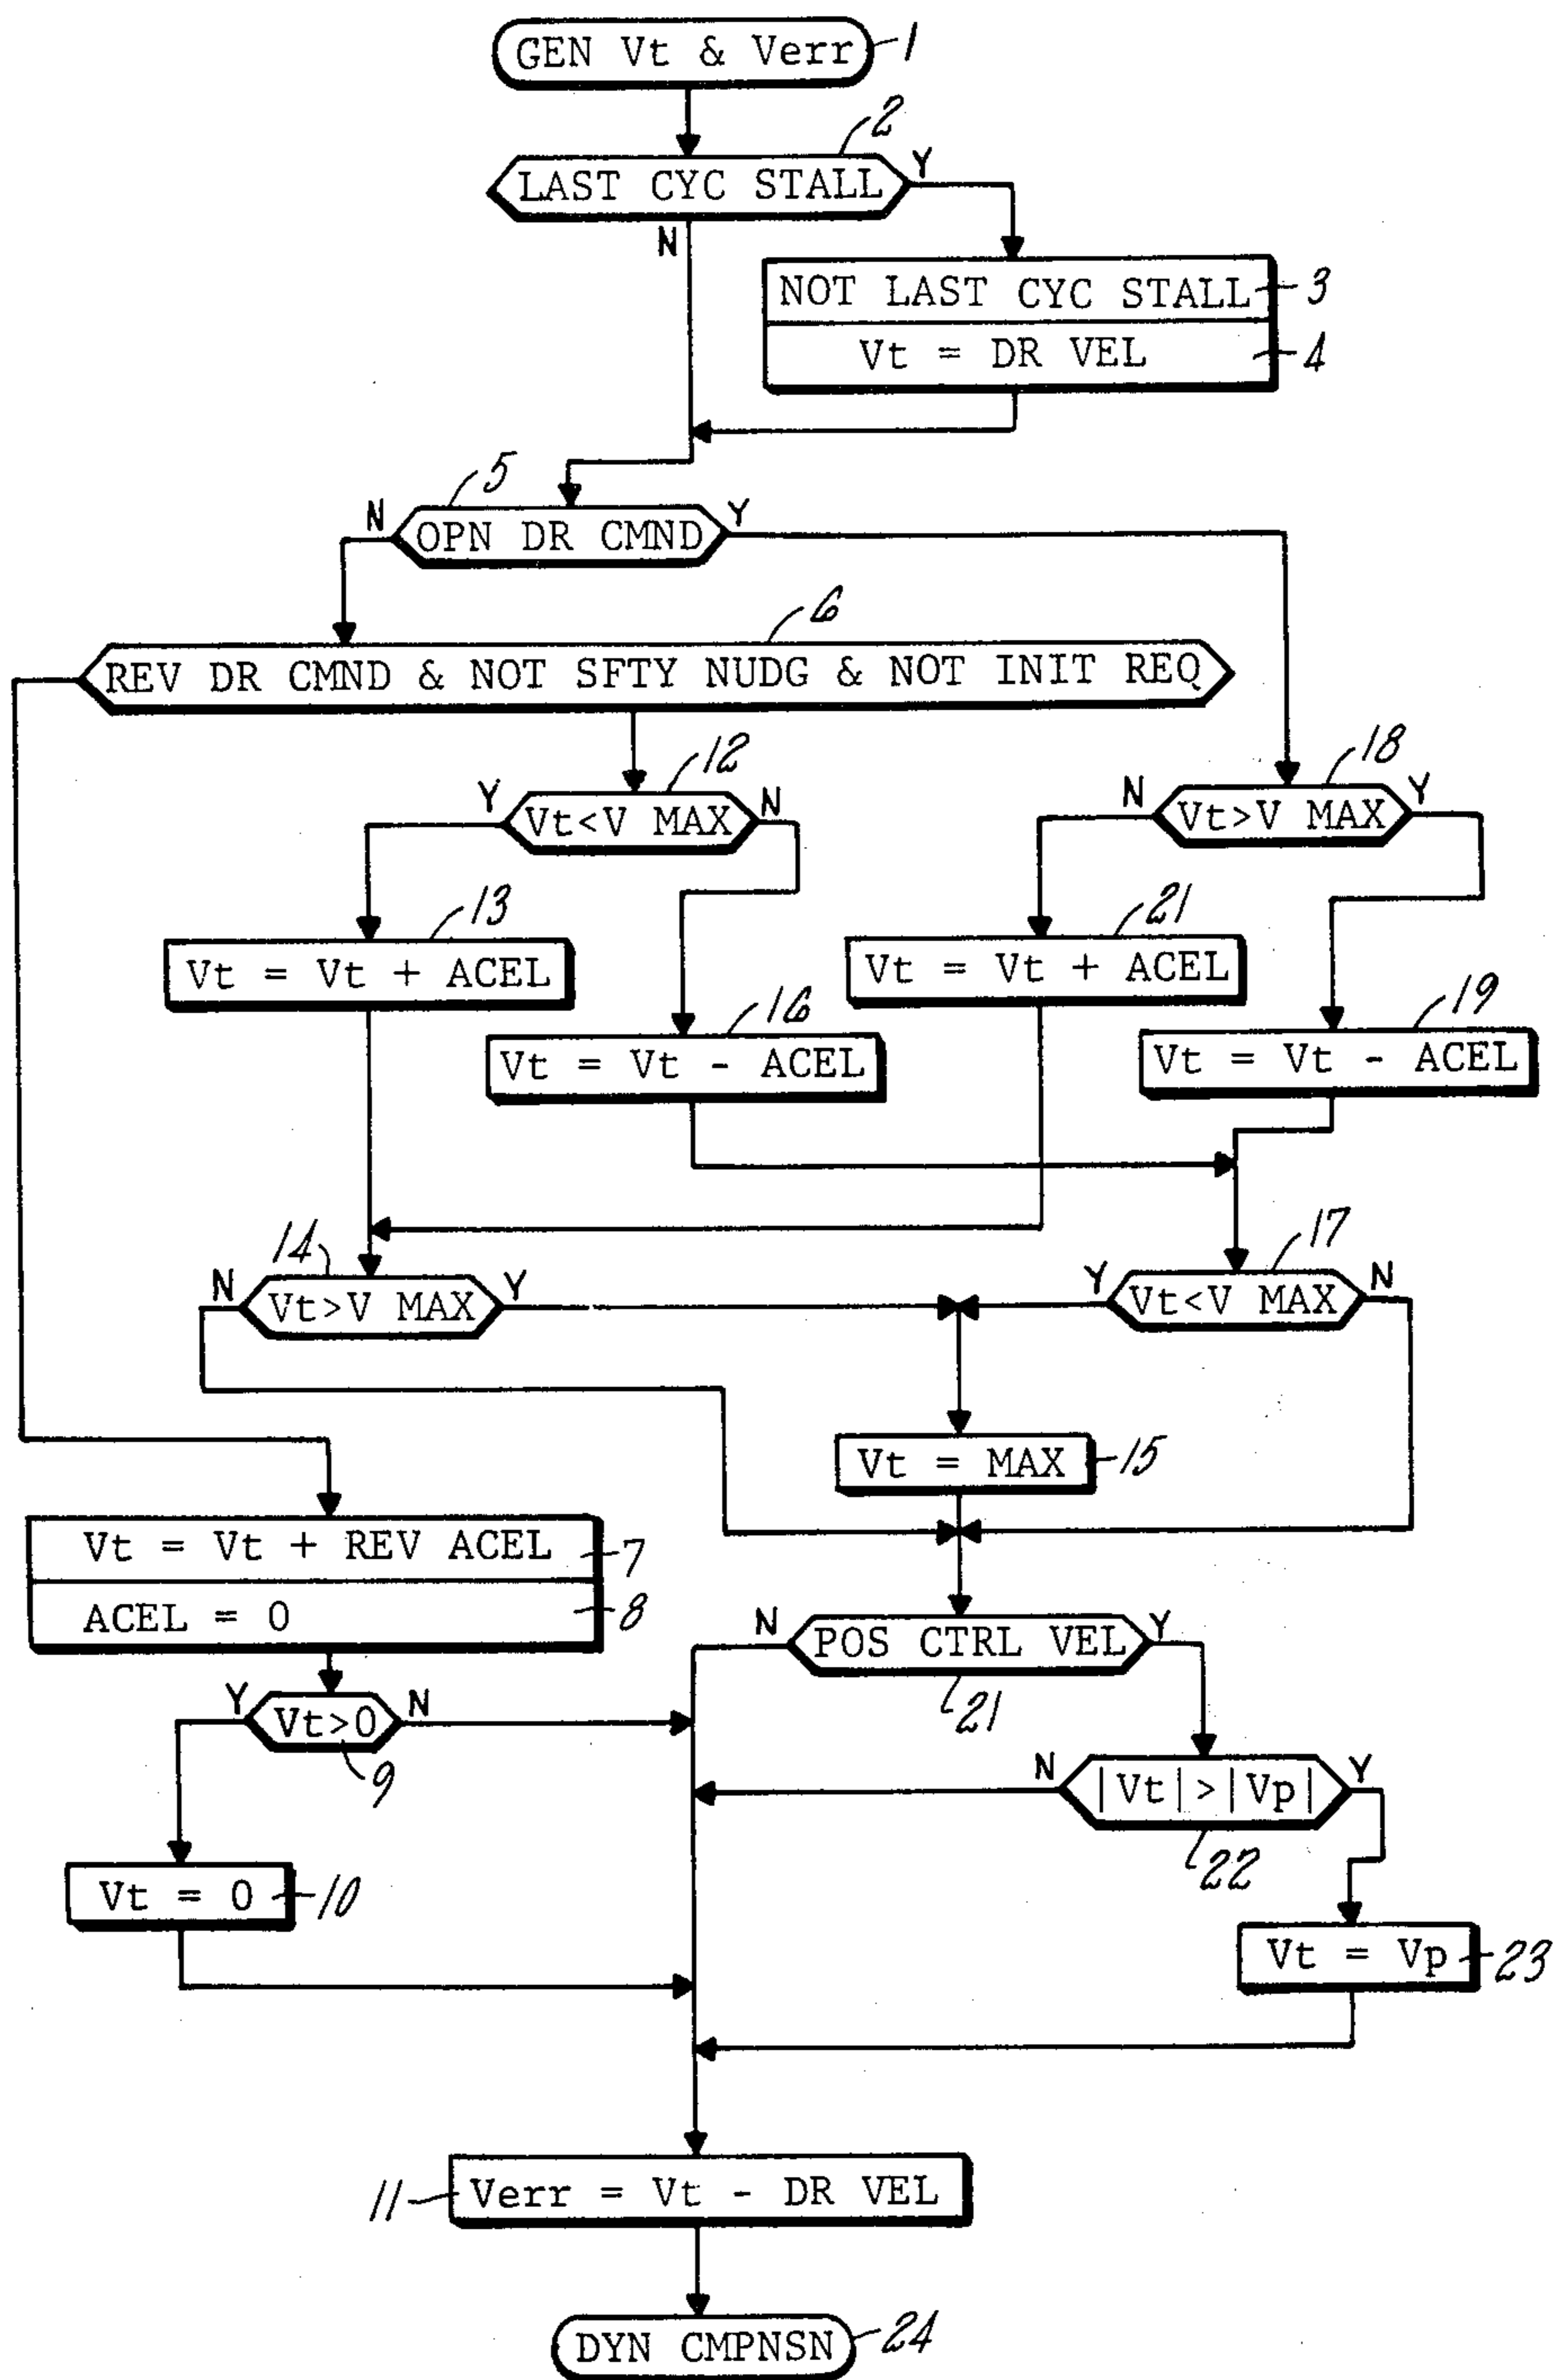 GEN Vt & Verr 1
2
LAST CYC STALL Y
N
NOT LAST CYC STALL 3
Vt = DR VEL 4
5
N OPN DR CMND Y
6
REV DR CMND & NOT SFTY NUDG & NOT INIT REQ
12 18
Y Vt<V MAX N N Vt>V MAX Y
13 21
Vt = Vt + ACEL Vt = Vt + ACEL
16 19
Vt = Vt - ACEL Vt = Vt - ACEL
14 17
N Vt>V MAX Y Y Vt<V MAX N
Vt = MAX 15
Vt = Vt + REV ACEL 7
ACEL = 0 8
N POS CTRL VEL Y
21
Y Vt>0 N
9
N |Vt|>|Vp| Y
22
Vt = 0 10
Vt = Vp 23
11 Verr = Vt - DR VEL
DYN CMPNSN 24